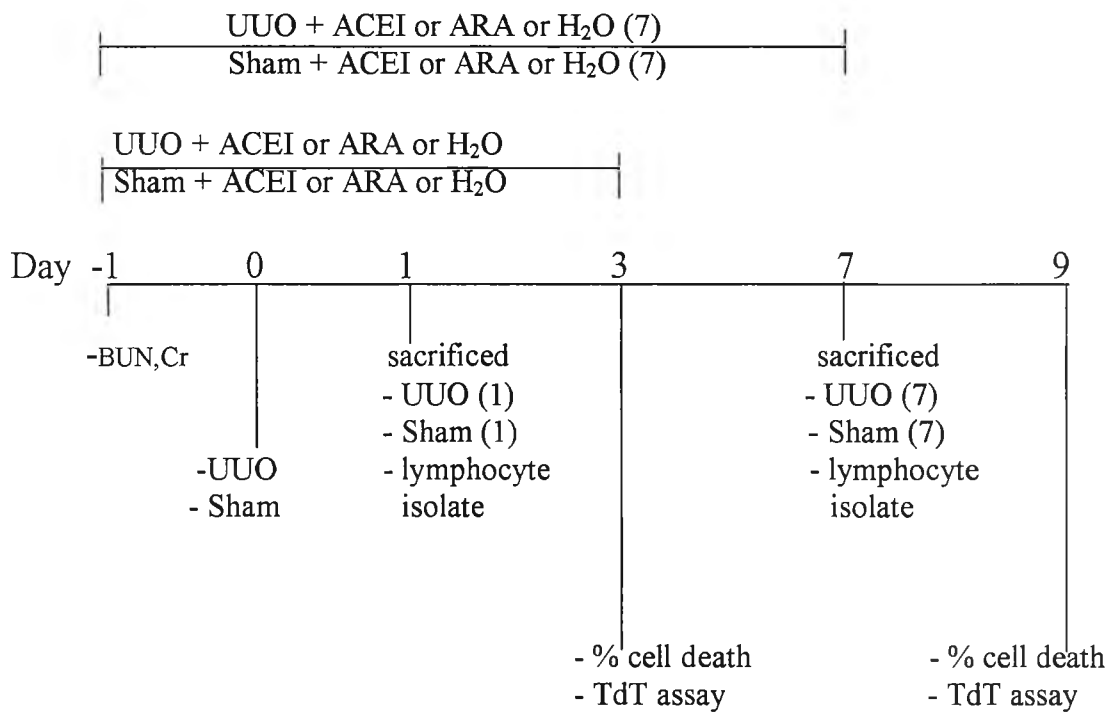 UUO + ACEI or ARA or H₂O (7)
Sham + ACEI or ARA or H₂O (7)
UUO + ACEI or ARA or H₂O
Sham + ACEI or ARA or H₂O
Day -1 0 1 3 7 9
-BUN,Cr
-UUO
- Sham
sacrificed
- UUO (1)
- Sham (1)
- lymphocyte
isolate
sacrificed
- UUO (7)
- Sham (7)
- lymphocyte
isolate
- % cell death
- TdT assay
- % cell death
- TdT assay